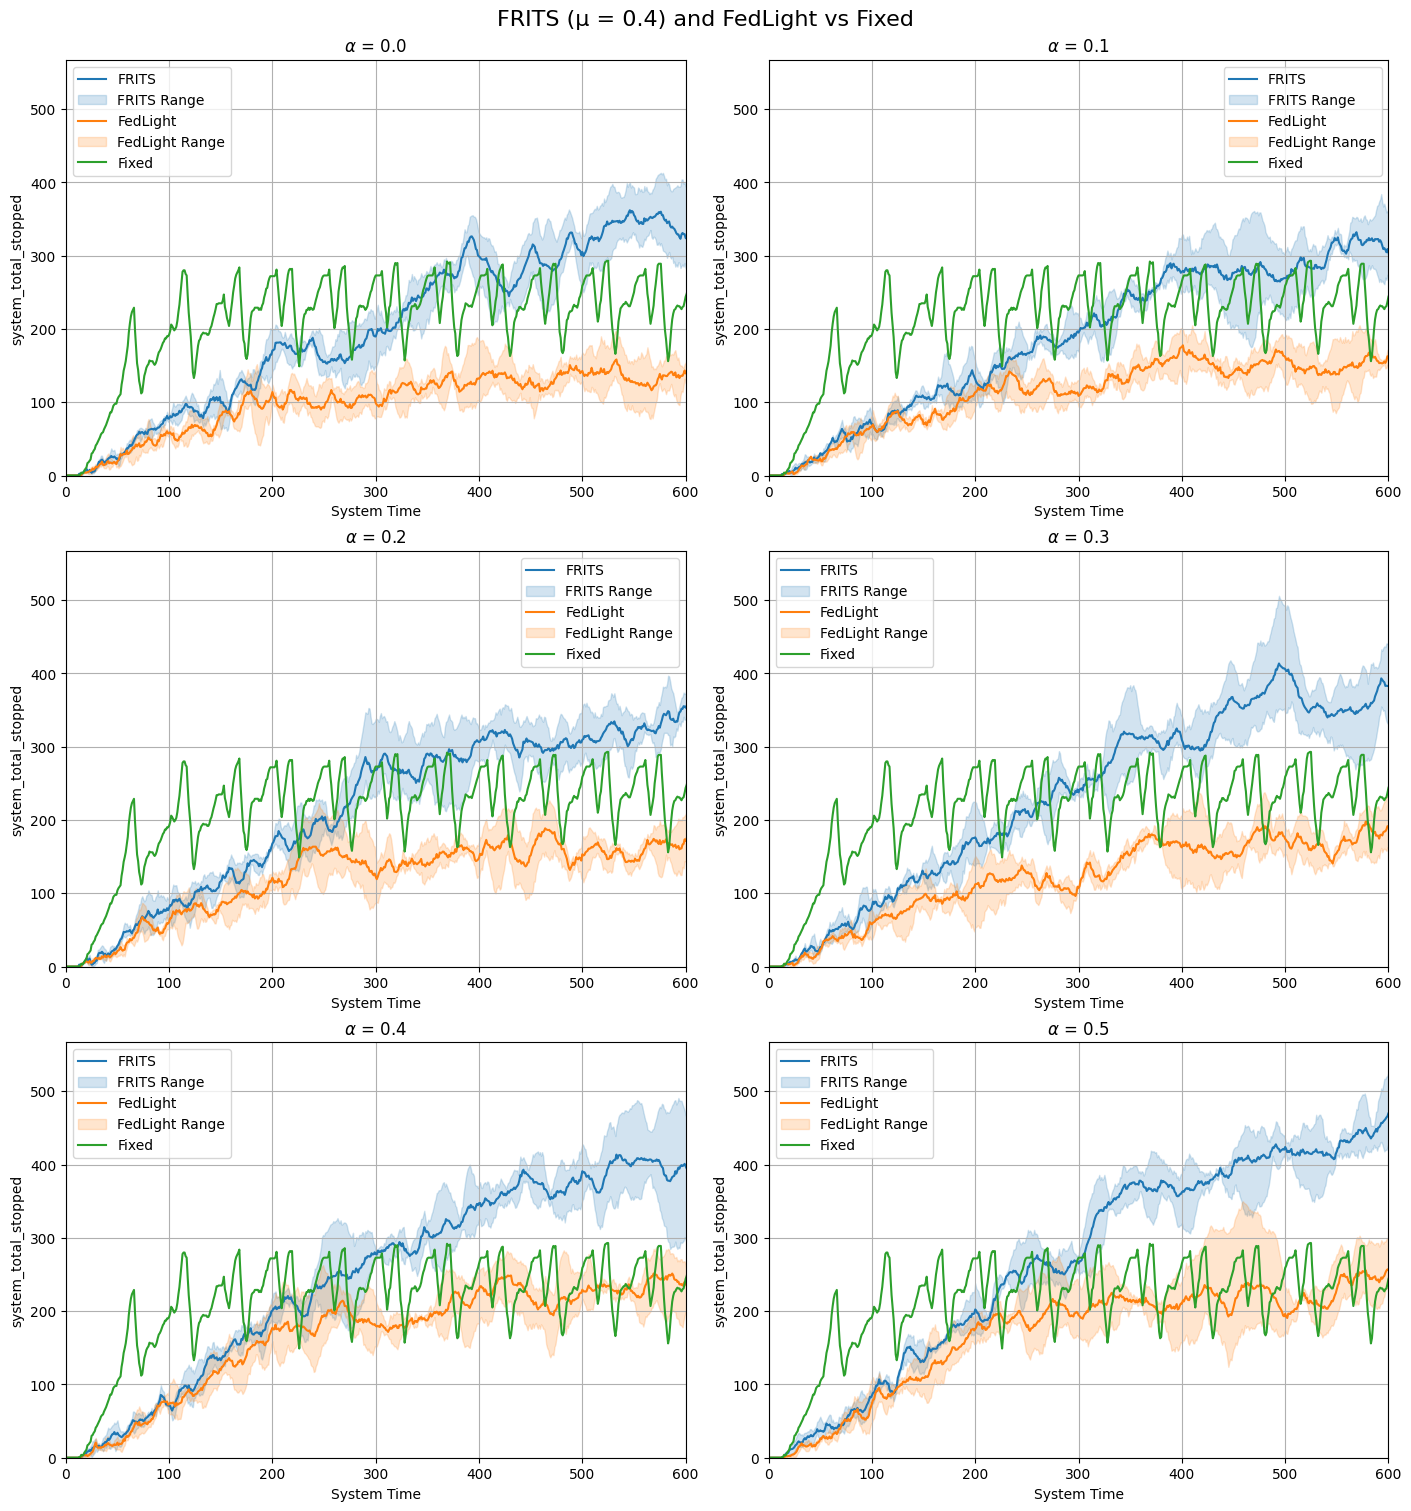 FRITS (μ = 0.4) and FedLight vs Fixed
α = 0.0
system_total_stopped
500
400
300
200
100
0
FRITS
FRITS Range
FedLight
FedLight Range
Fixed
0 100 200 300 400 500 600
System Time
α = 0.1
system_total_stopped
500
400
300
200
100
0
FRITS
FRITS Range
FedLight
FedLight Range
Fixed
0 100 200 300 400 500 600
System Time
α = 0.2
system_total_stopped
500
400
300
200
100
0
FRITS
FRITS Range
FedLight
FedLight Range
Fixed
0 100 200 300 400 500 600
System Time
α = 0.3
system_total_stopped
500
400
300
200
100
0
FRITS
FRITS Range
FedLight
FedLight Range
Fixed
0 100 200 300 400 500 600
System Time
α = 0.4
system_total_stopped
500
400
300
200
100
0
FRITS
FRITS Range
FedLight
FedLight Range
Fixed
0 100 200 300 400 500 600
System Time
α = 0.5
system_total_stopped
500
400
300
200
100
0
FRITS
FRITS Range
FedLight
FedLight Range
Fixed
0 100 200 300 400 500 600
System Time